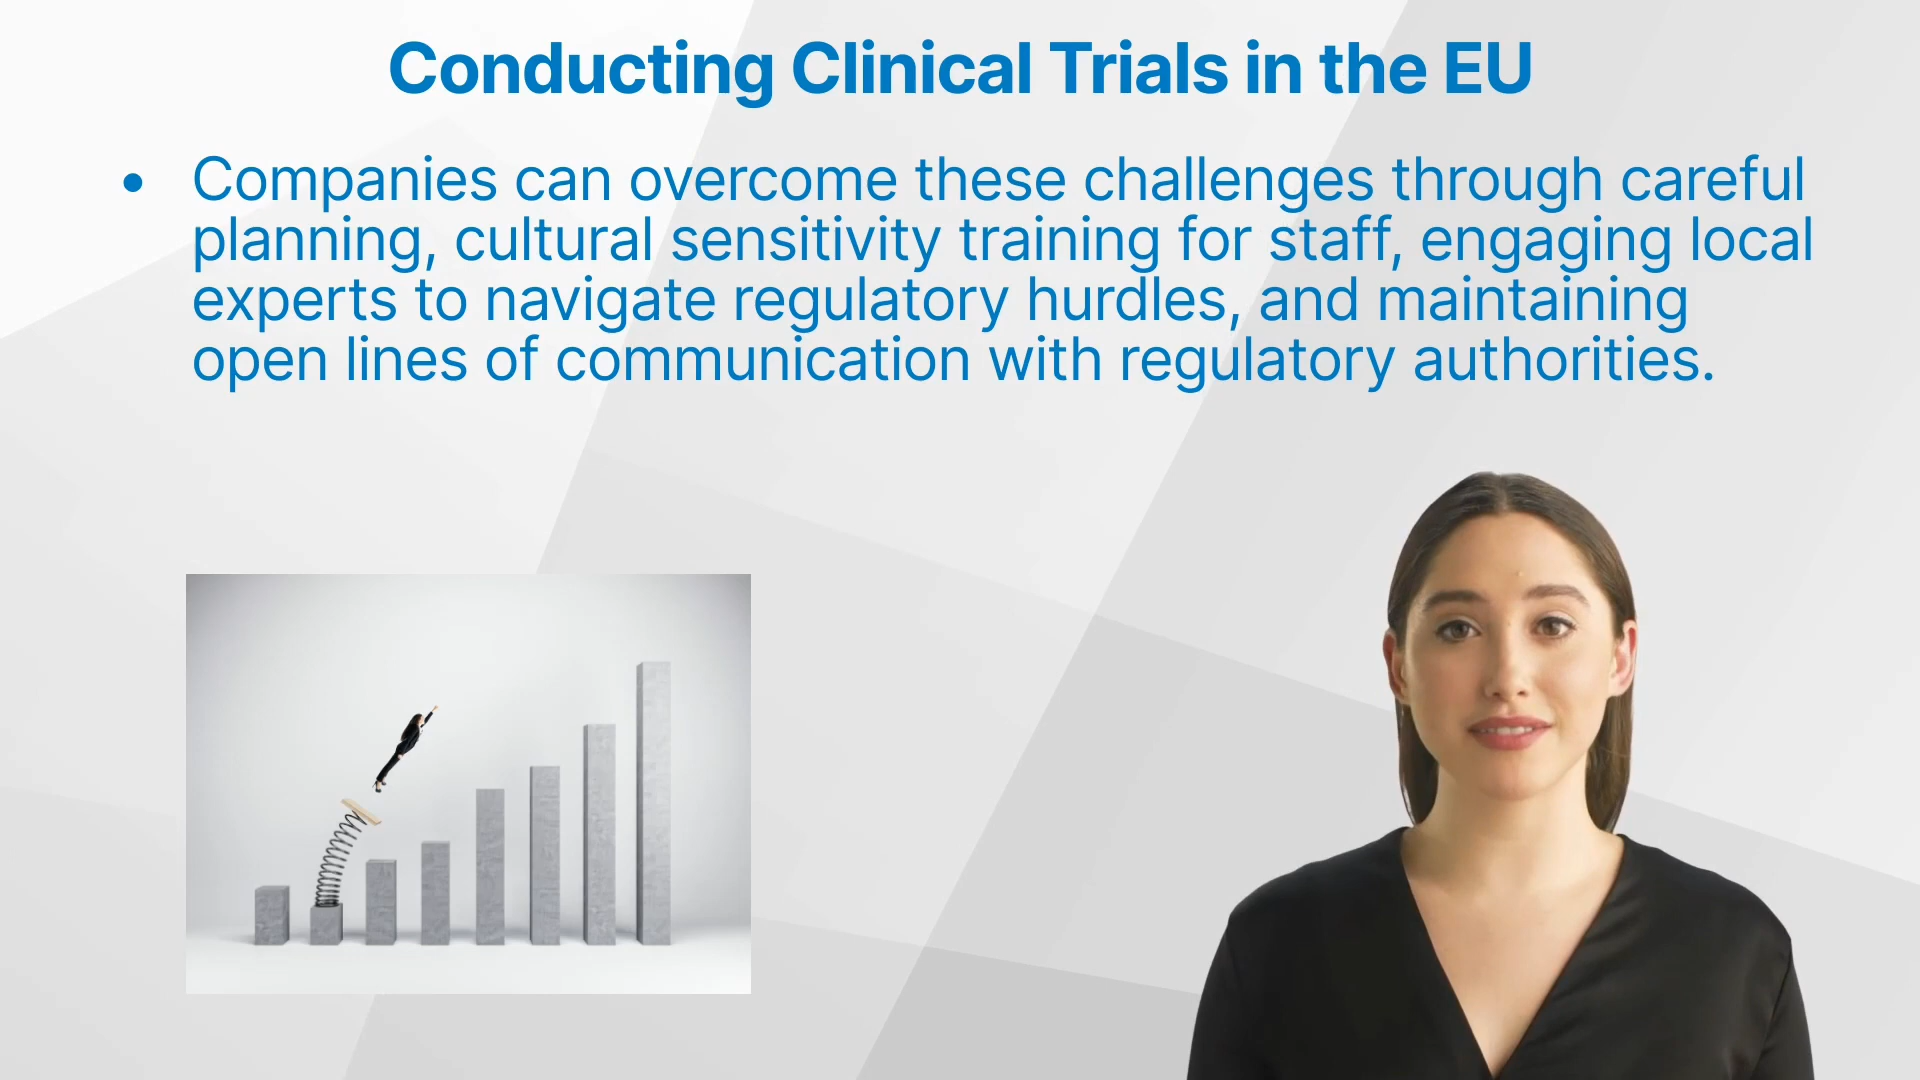 Conducting Clinical Trials in the EU
• Companies can overcome these challenges through careful
planning, cultural sensitivity training for staff, engaging local
experts to navigate regulatory hurdles, and maintaining
open lines of communication with regulatory authorities.